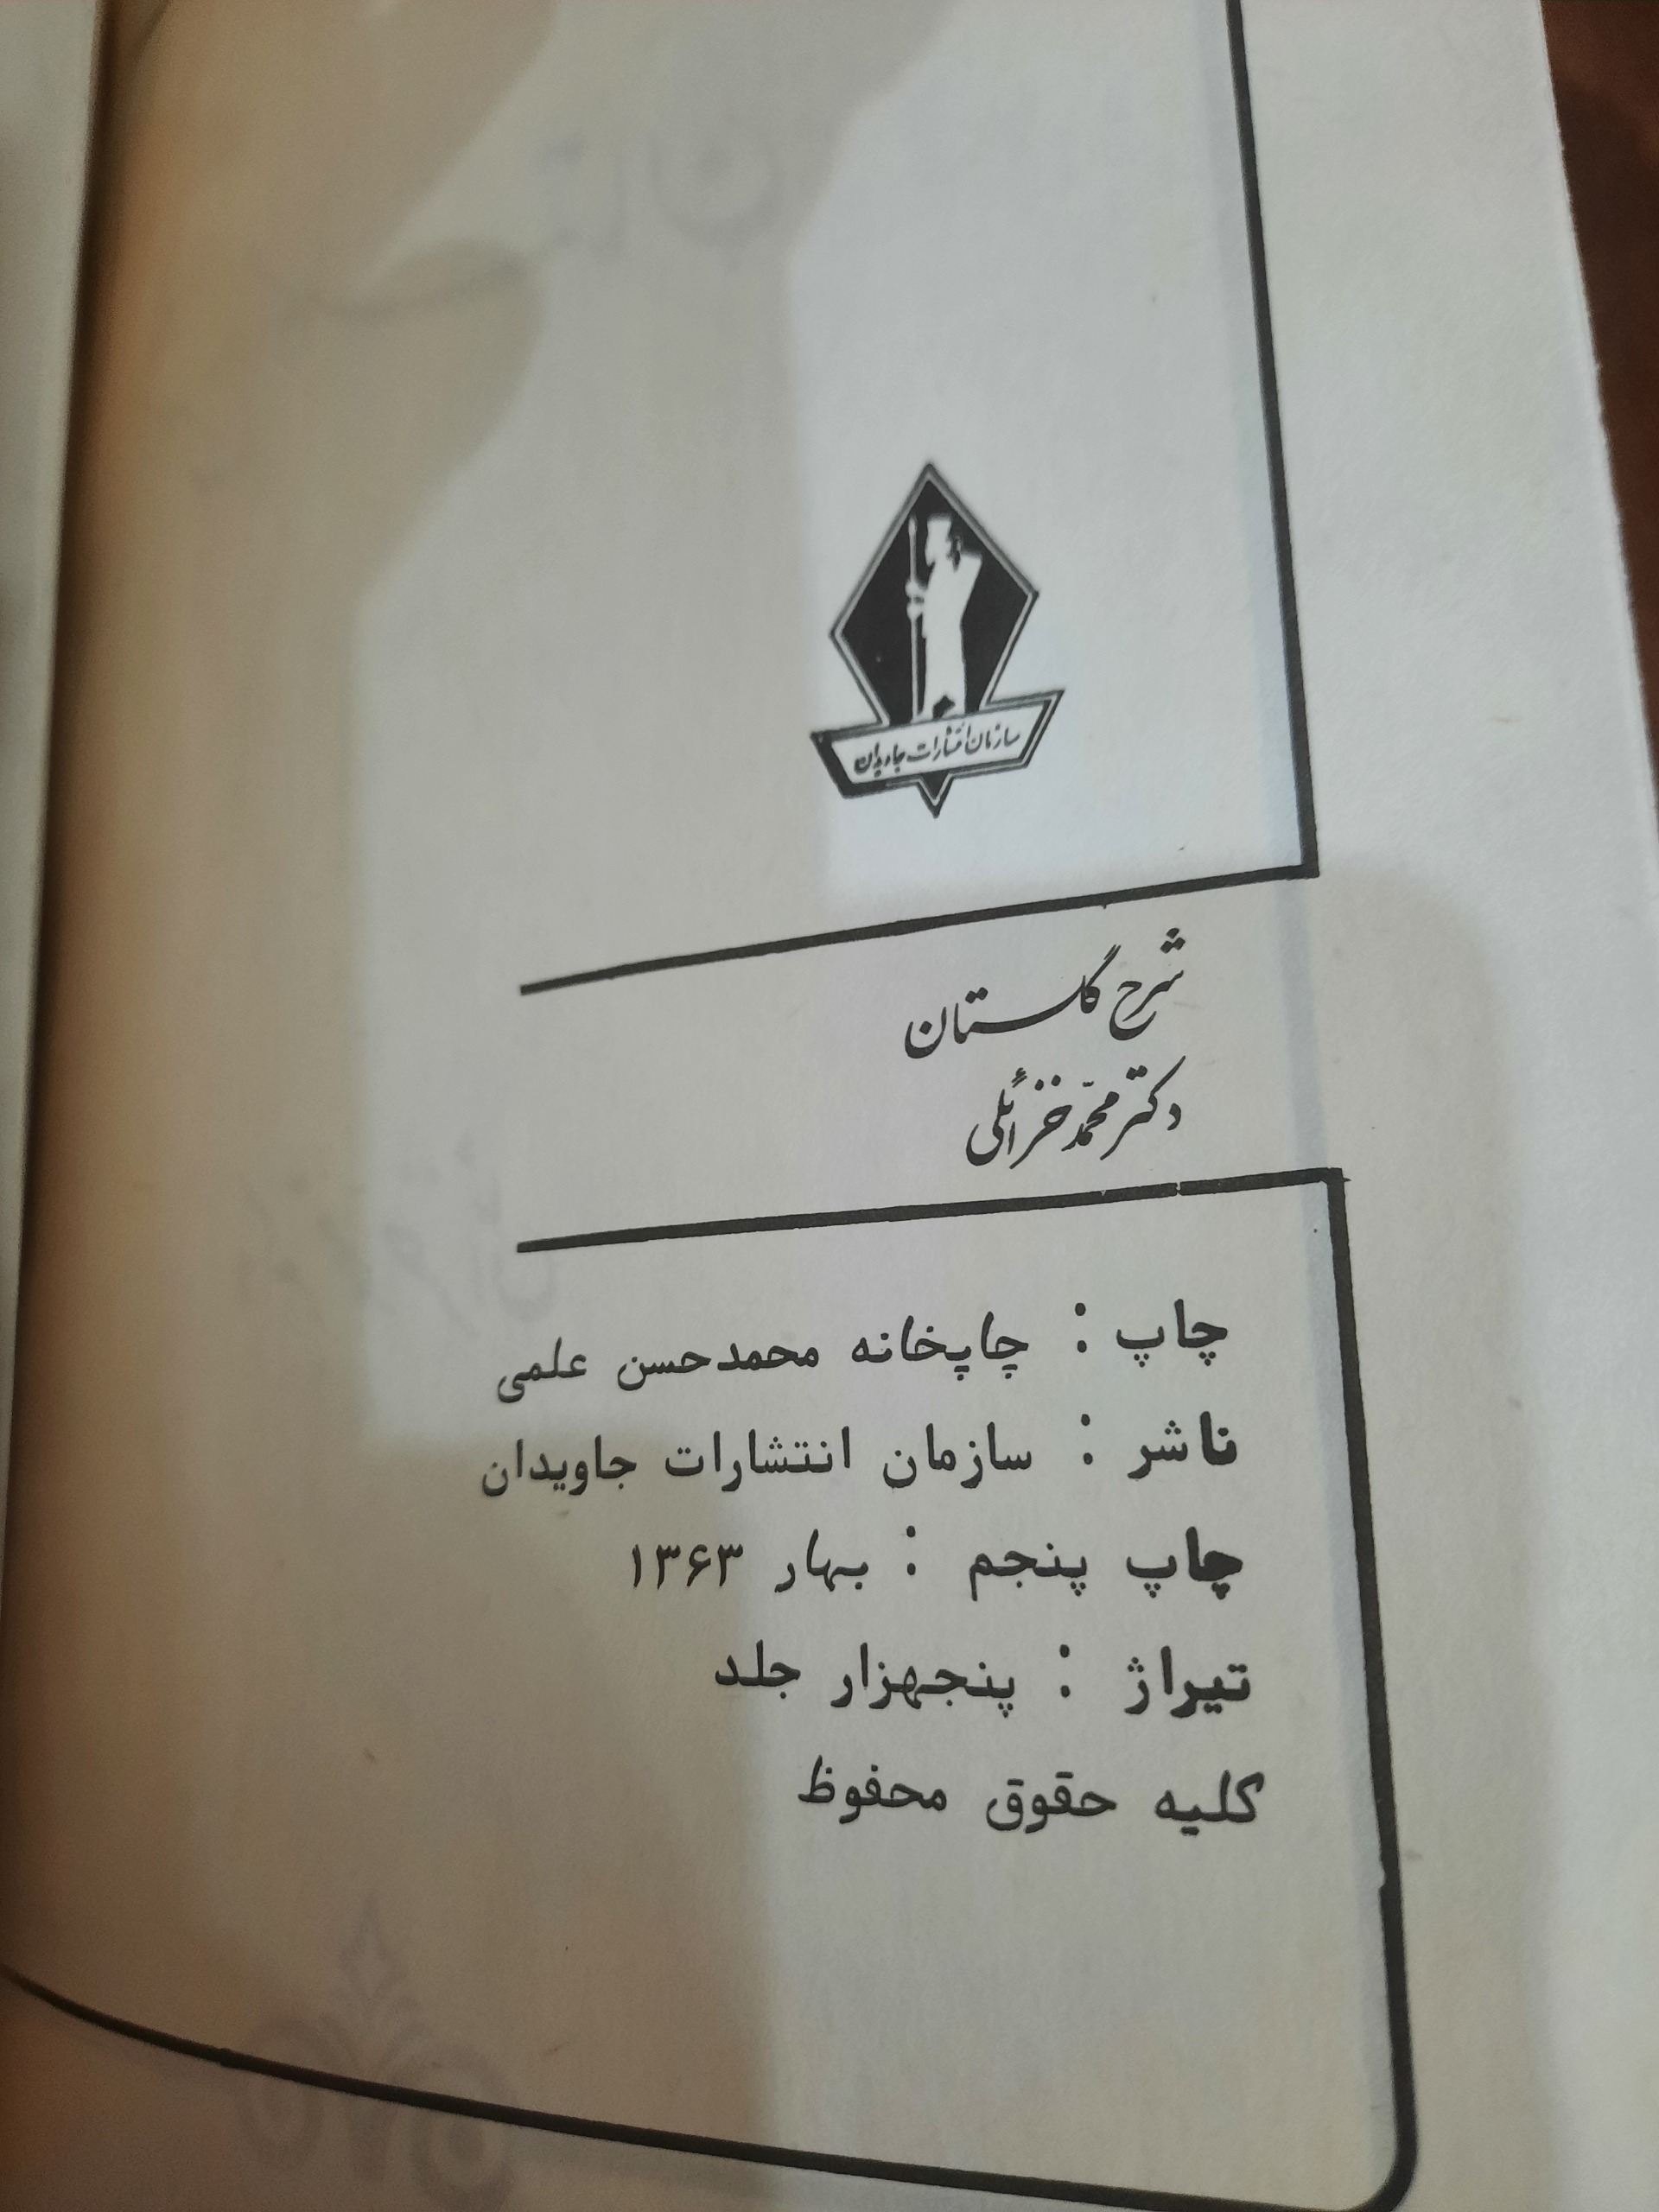 سازمان انتشارات جاویدان
شرح گلستان
دکتر محمّد خزائلی
چاپ : چاپخانه محمدحسن علمی
ناشر : سازمان انتشارات جاویدان
چاپ پنجم : بهار ۱۳۶۳
تیراژ : پنجهزار جلد
کلیه حقوق محفوظ